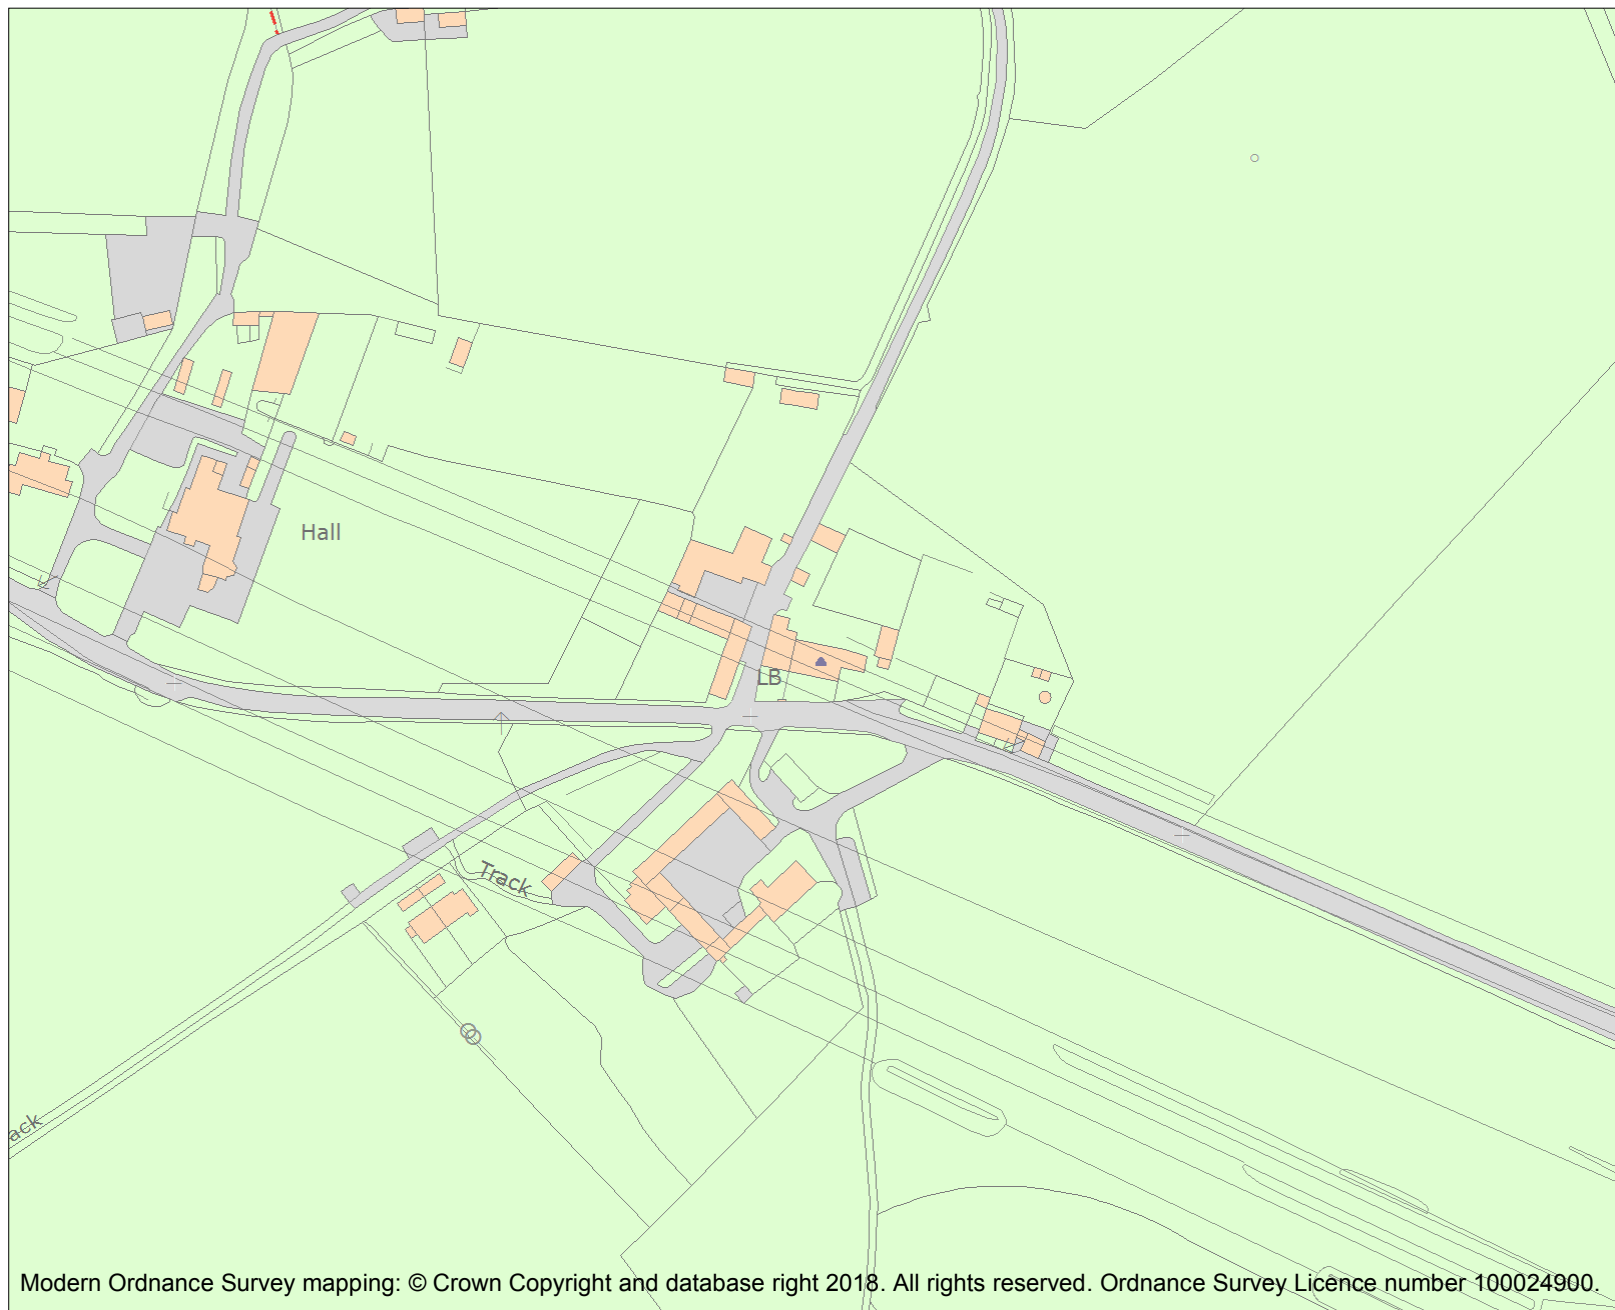 Hall
LB
Track
ack
Modern Ordnance Survey mapping: © Crown Copyright and database right 2018. All rights reserved. Ordnance Survey Licence number 100024900.